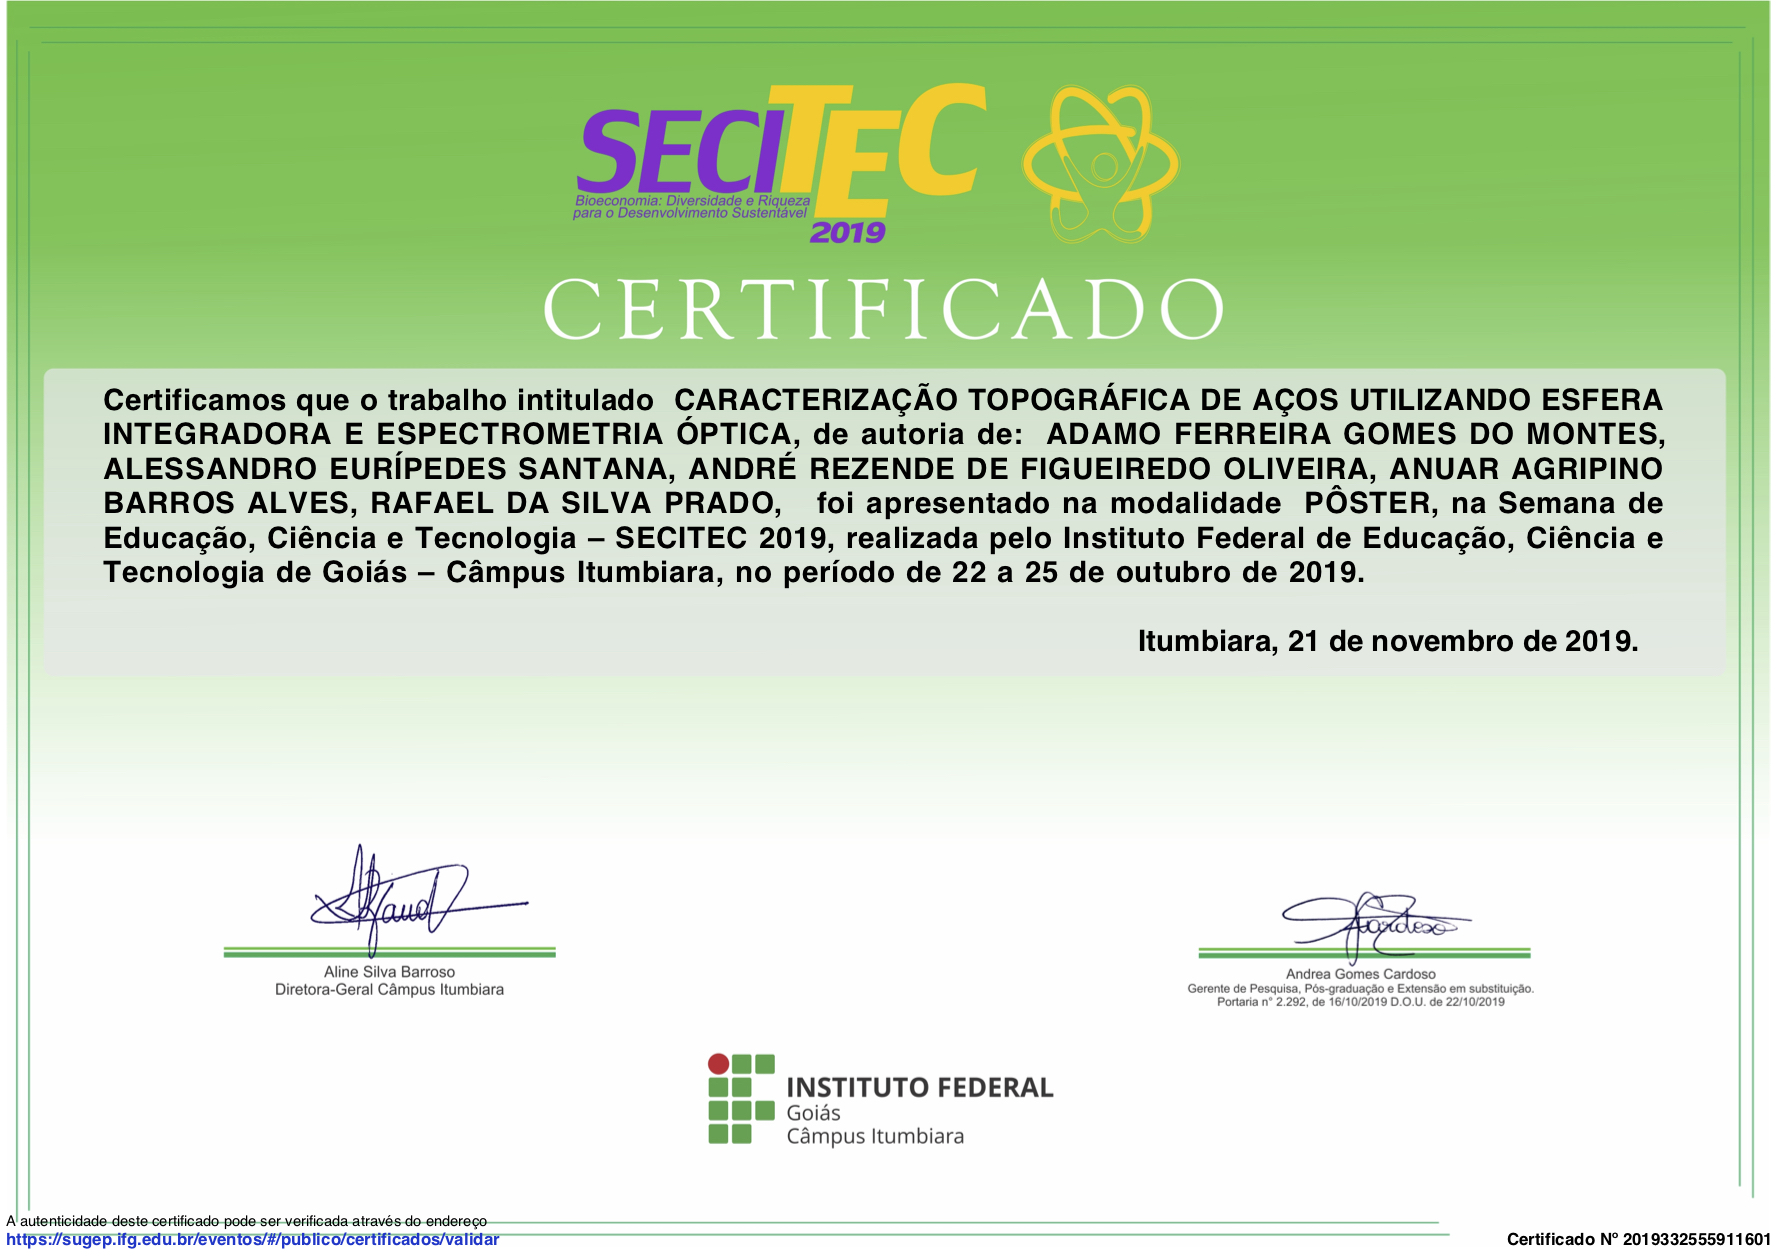 SECITEC
Bioeconomia: Diversidade e Riqueza
para o Desenvolvimento Sustentável
2019
CERTIFICADO
Certificamos que o trabalho intitulado CARACTERIZAÇÃO TOPOGRÁFICA DE AÇOS UTILIZANDO ESFERA
INTEGRADORA E ESPECTROMETRIA ÓPTICA, de autoria de: ADAMO FERREIRA GOMES DO MONTES,
ALESSANDRO EURÍPEDES SANTANA, ANDRÉ REZENDE DE FIGUEIREDO OLIVEIRA, ANUAR AGRIPINO
BARROS ALVES, RAFAEL DA SILVA PRADO, foi apresentado na modalidade PÔSTER, na Semana de
Educação, Ciência e Tecnologia – SECITEC 2019, realizada pelo Instituto Federal de Educação, Ciência e
Tecnologia de Goiás – Câmpus Itumbiara, no período de 22 a 25 de outubro de 2019.
Itumbiara, 21 de novembro de 2019.
Aline Silva Barroso
Diretora-Geral Câmpus Itumbiara
Andrea Gomes Cardoso
Gerente de Pesquisa, Pós-graduação e Extensão em substituição.
Portaria n° 2.292, de 16/10/2019 D.O.U. de 22/10/2019
INSTITUTO FEDERAL
Goiás
Câmpus Itumbiara
A autenticidade deste certificado pode ser verificada através do endereço
https://sugep.ifg.edu.br/eventos/#/publico/certificados/validar
Certificado Nº 2019332555911601